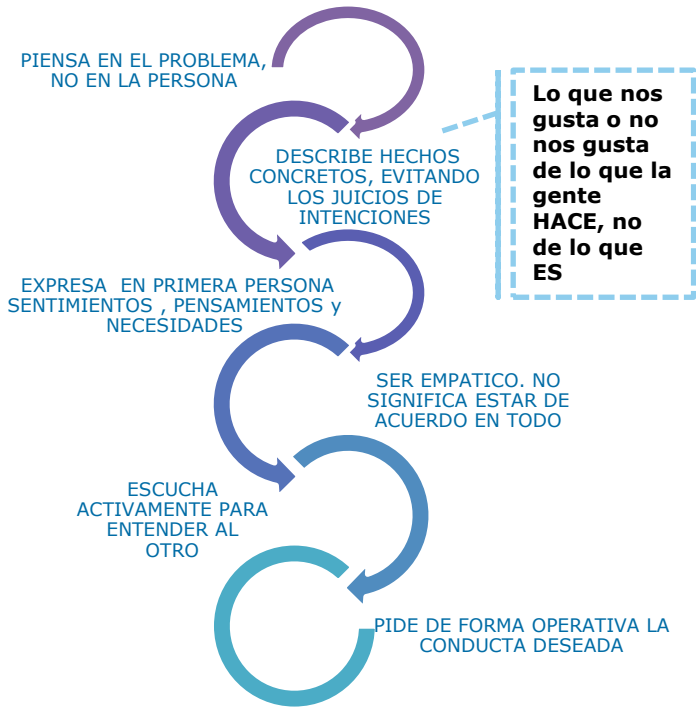 PIENSA EN EL PROBLEMA,
NO EN LA PERSONA
Lo que nos
gusta o no
nos gusta
de lo que la
gente
HACE, no
de lo que
ES
DESCRIBE HECHOS
CONCRETOS, EVITANDO
LOS JUICIOS DE
INTENCIONES
EXPRESA EN PRIMERA PERSONA
SENTIMIENTOS , PENSAMIENTOS y
NECESIDADES
SER EMPATICO. NO
SIGNIFICA ESTAR DE
ACUERDO EN TODO
ESCUCHA
ACTIVAMENTE PARA
ENTENDER AL
OTRO
PIDE DE FORMA OPERATIVA LA
CONDUCTA DESEADA